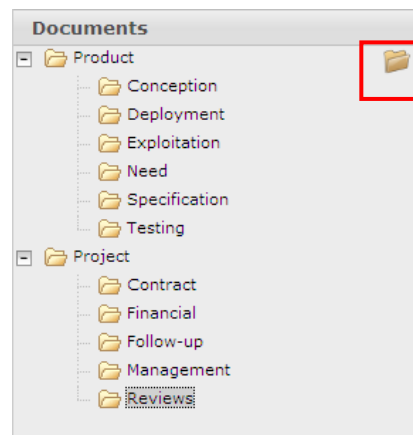 Documents
Product
Conception
Deployment
Exploitation
Need
Specification
Testing
Project
Contract
Financial
Follow-up
Management
Reviews